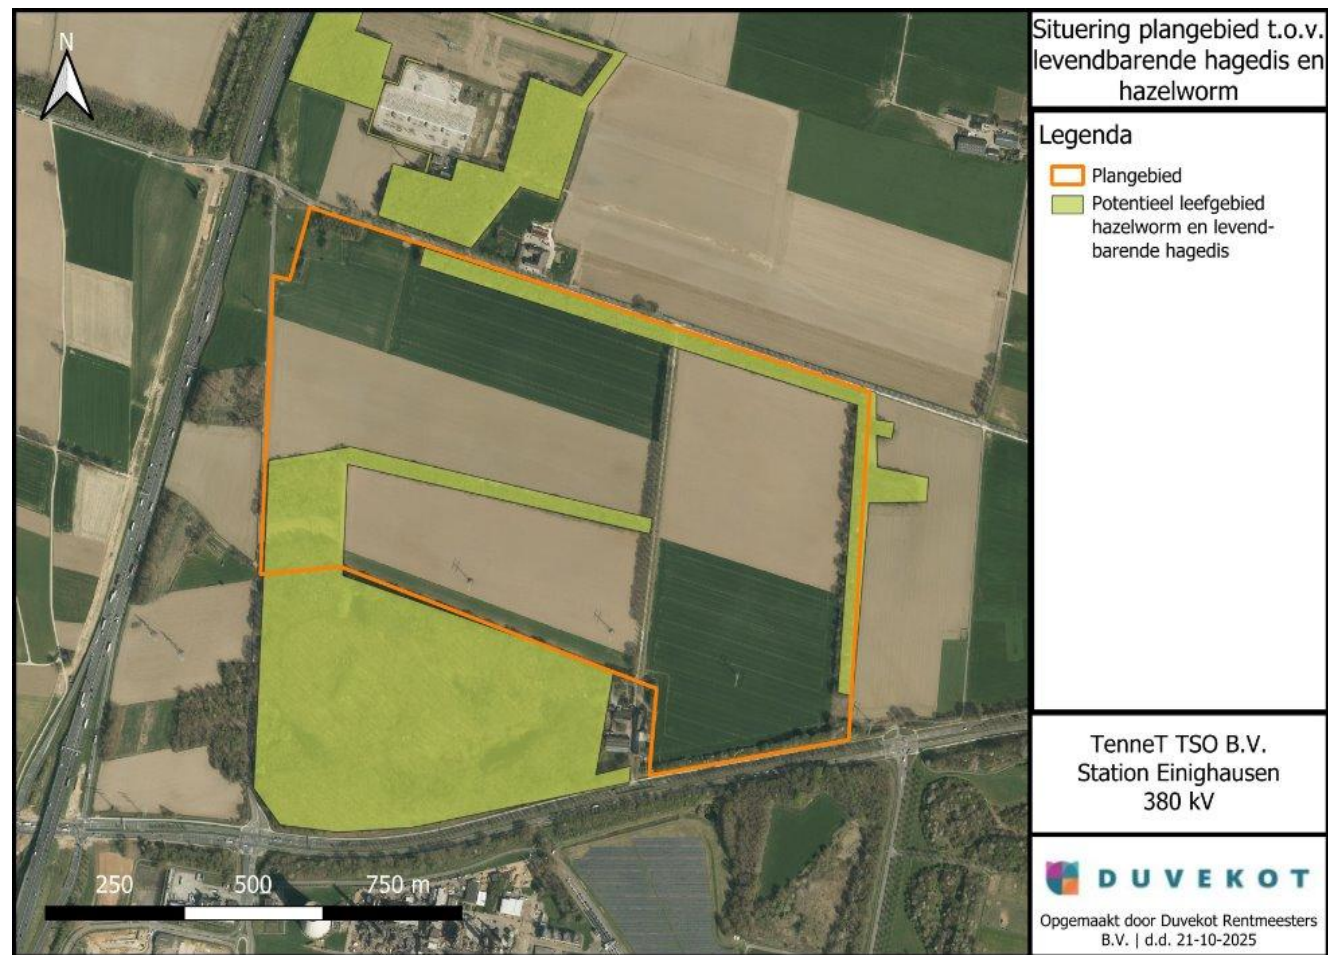 N
Situering plangebied t.o.v.
levendbarende hagedis en
hazelworm
Legenda
Plangebied
Potentieel leefgebied
hazelworm en levend-
barende hagedis
250 500 750 m
TenneT TSO B.V.
Station Einighausen
380 kV
DUVEKOT
Opgemaakt door Duvekot Rentmeesters
B.V. | d.d. 21-10-2025